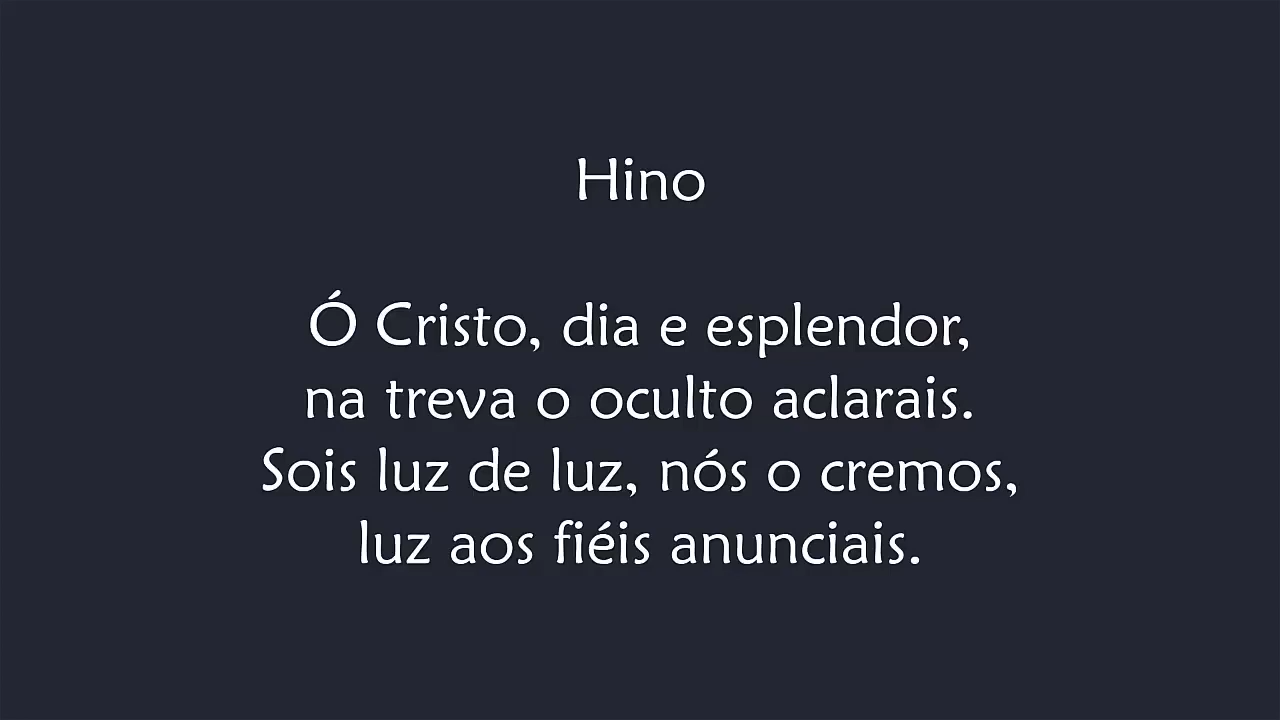 Hino
Ó Cristo, dia e esplendor,
na treva o oculto aclarais.
Sois luz de luz, nós o cremos,
luz aos fiéis anunciais.